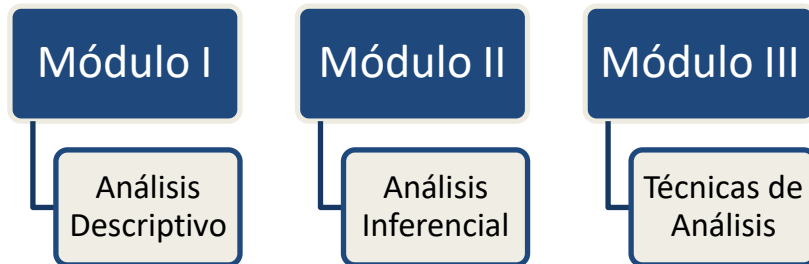 Módulo I
Módulo II
Módulo III
Análisis
Descriptivo
Análisis
Inferencial
Técnicas de
Análisis